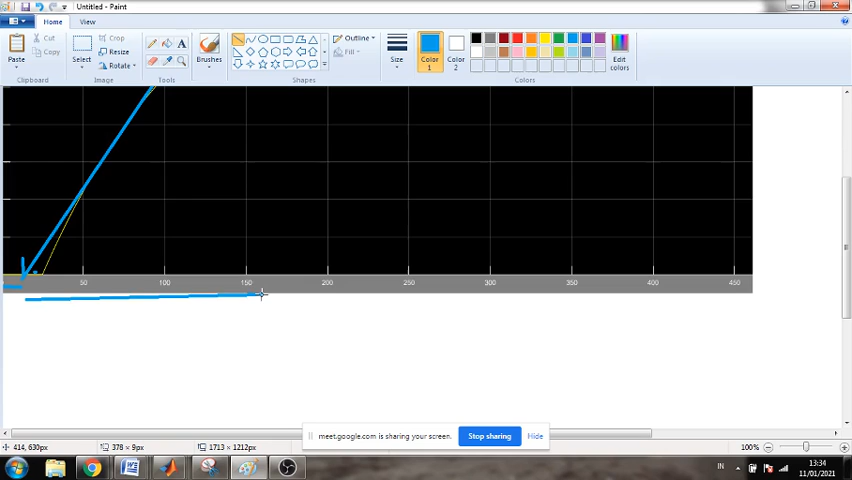 Untitled - Paint
Home View
Paste
Cut
Copy
Clipboard
Select
Crop
Resize
Rotate
Image
A
Tools
Brushes
Outline
Fill
Shapes
Size
Color 1
Color 2
Edit colors
Colors
50 100 150 200 250 300 350 400 450
meet.google.com is sharing your screen. Stop sharing Hide
414, 630px 378 × 9px 1713 × 1212px 100%
IN 13:34
11/01/2021